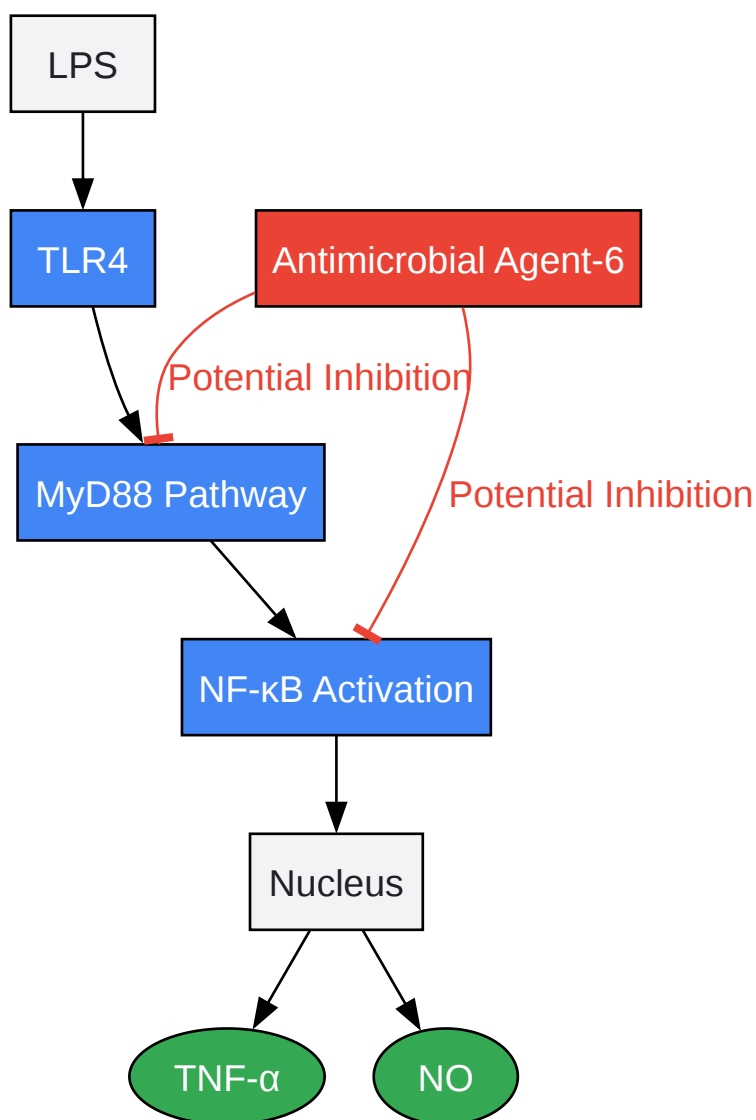 LPS
TLR4
Antimicrobial Agent-6
Potential Inhibition
MyD88 Pathway
Potential Inhibition
NF-κB Activation
Nucleus
TNF-α
NO